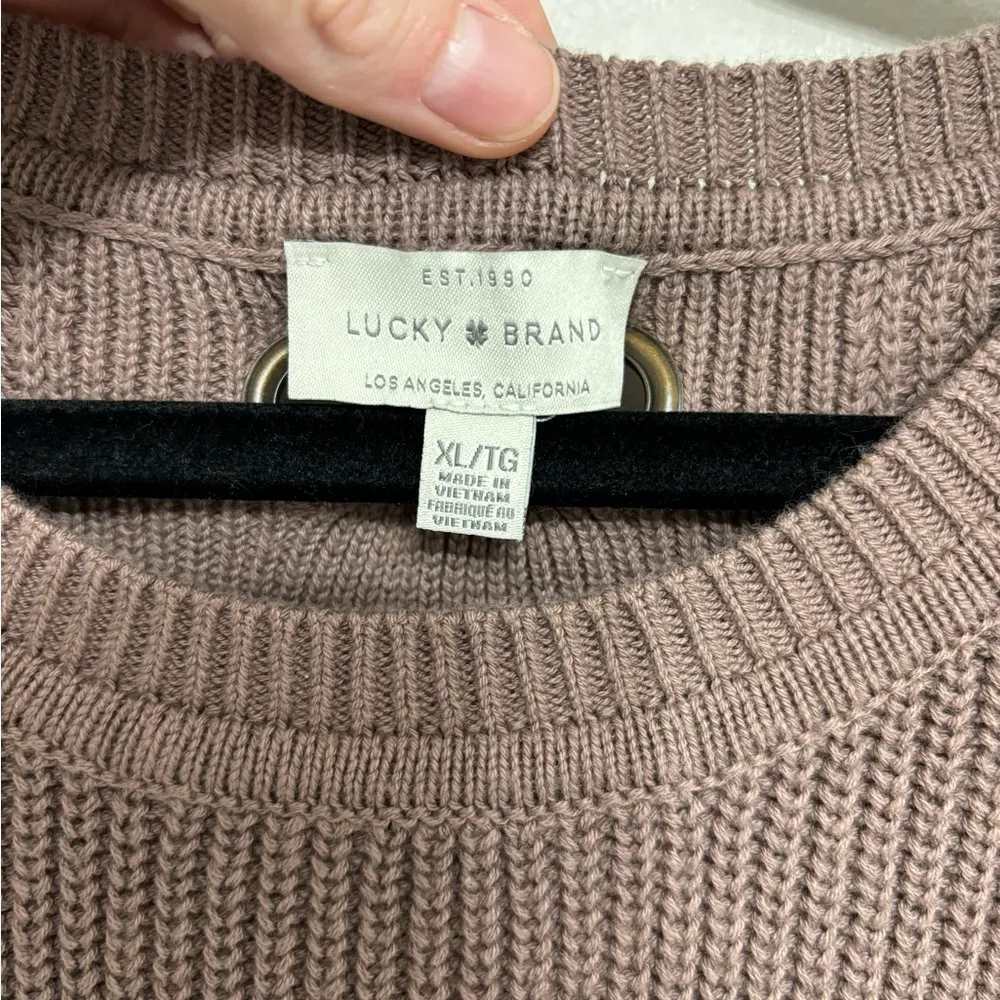 EST.1990
LUCKY BRAND
LOS ANGELES, CALIFORNIA
XL/TG
MADE IN
VIETNAM
FABRIQUÉ AU
VIETNAM